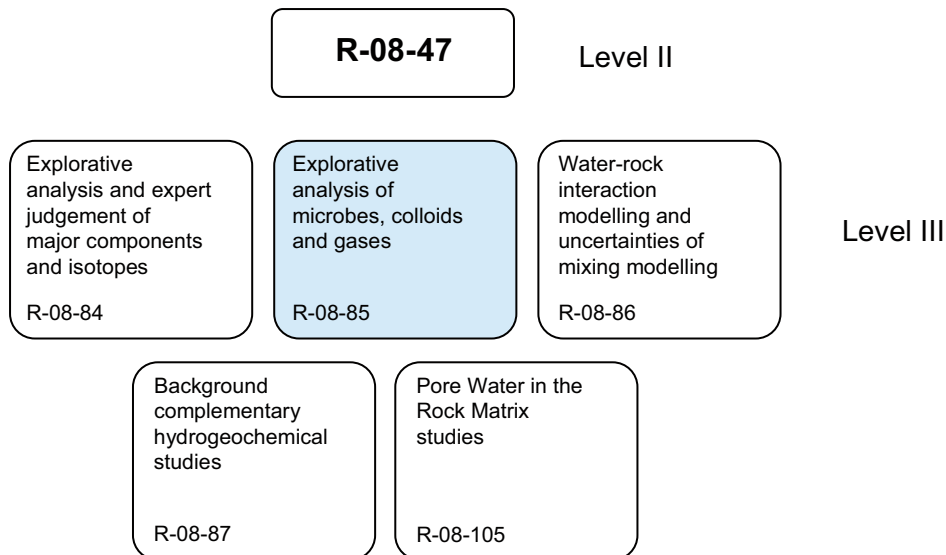 R-08-47
Level II
Explorative
analysis and expert
judgement of
major components
and isotopes
R-08-84
Explorative
analysis of
microbes, colloids
and gases
R-08-85
Water-rock
interaction
modelling and
uncertainties of
mixing modelling
R-08-86
Level III
Background
complementary
hydrogeochemical
studies
R-08-87
Pore Water in the
Rock Matrix
studies
R-08-105